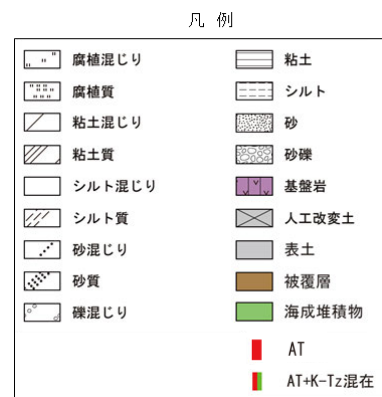 凡 例
腐植混じり
腐植質
粘土混じり
粘土質
シルト混じり
シルト質
砂混じり
砂質
礫混じり
粘土
シルト
砂
砂礫
基盤岩
人工改変土
表土
被覆層
海成堆積物
AT
AT+K-Tz混在